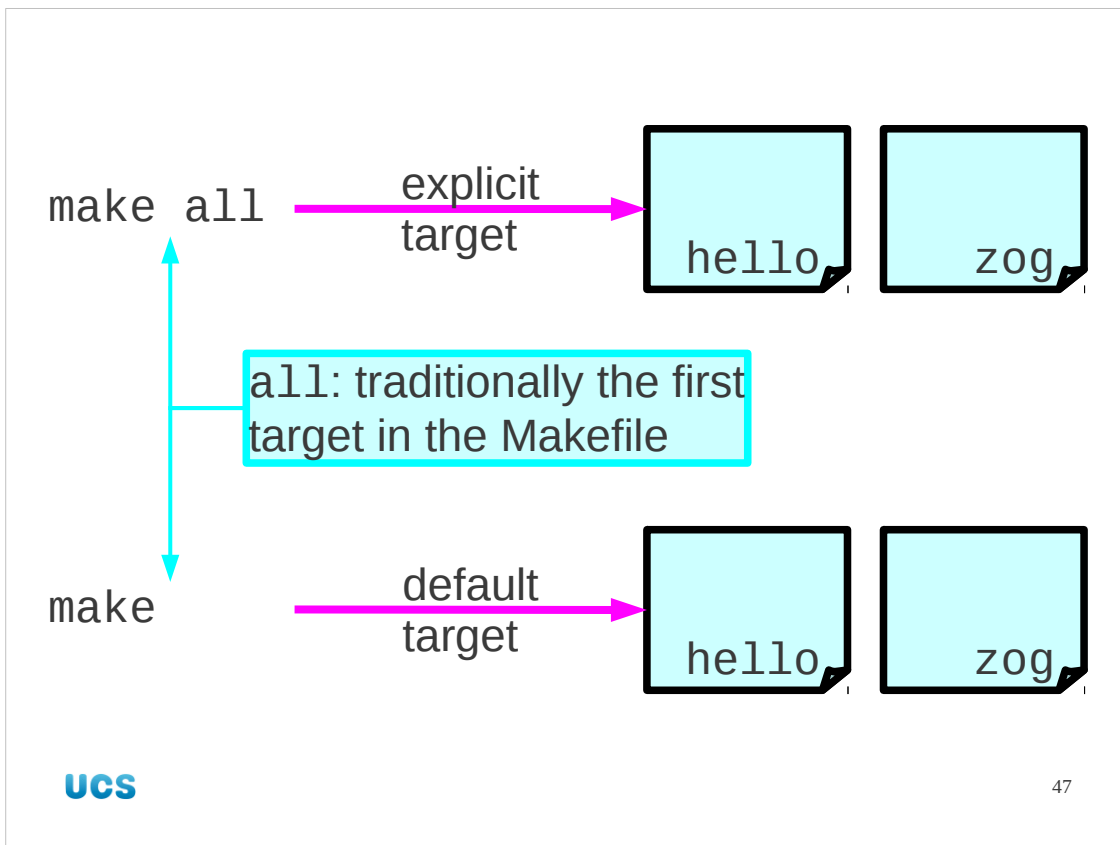 make all
explicit
target
hello
zog
all: traditionally the first
target in the Makefile
make
default
target
hello
zog
UCS
47